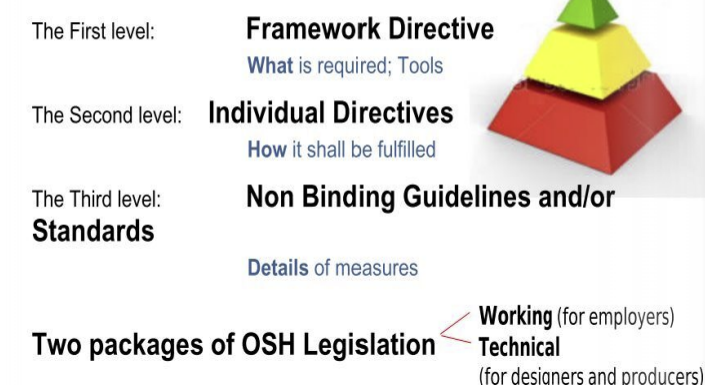 The First level: Framework Directive
What is required; Tools
The Second level: Individual Directives
How it shall be fulfilled
The Third level: Non Binding Guidelines and/or
Standards
Details of measures
Two packages of OSH Legislation
Working (for employers)
Technical
(for designers and producers)